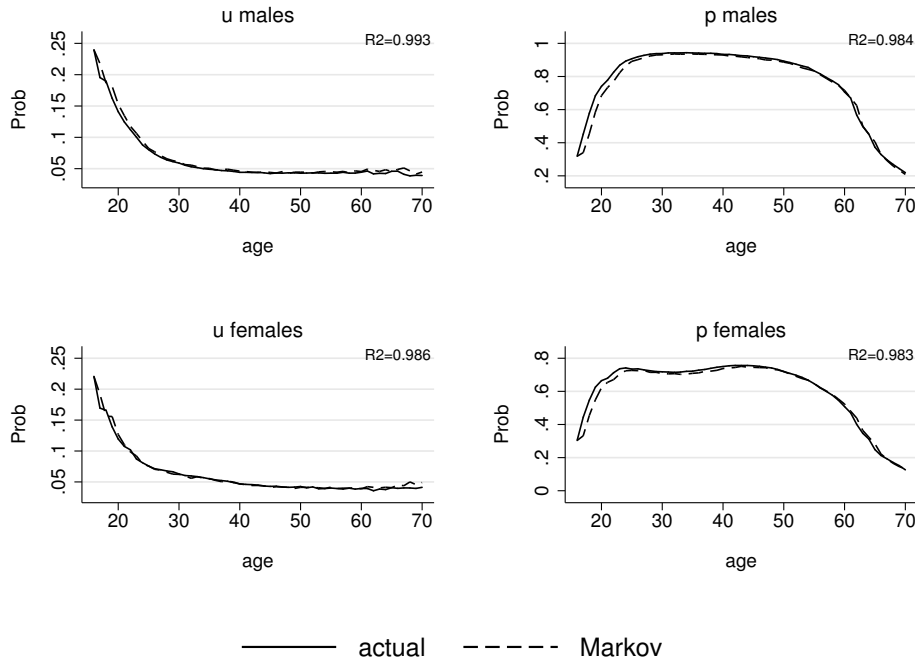 u males
R2=0.993
.25
.2
.15
.1
.05
Prob
20 30 40 50 60 70
age
p males
R2=0.984
1
.8
.6
.4
.2
Prob
20 30 40 50 60 70
age
u females
R2=0.986
.25
.2
.15
.1
.05
Prob
20 30 40 50 60 70
age
p females
R2=0.983
.8
.6
.4
.2
0
Prob
20 30 40 50 60 70
age
actual Markov